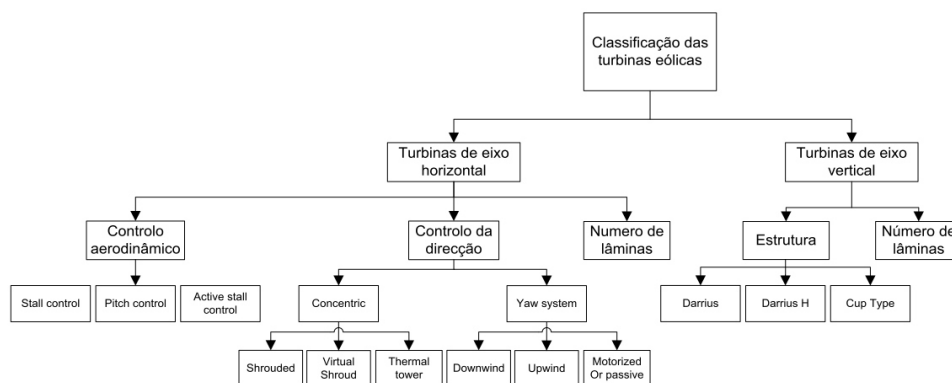 Classificação das
turbinas eólicas
Turbinas de eixo
horizontal
Turbinas de eixo
vertical
Controlo
aerodinâmico
Controlo da
direcção
Numero de
lâminas
Estrutura
Número de
lâminas
Stall control
Pitch control
Active stall
control
Concentric
Yaw system
Darrius
Darrius H
Cup Type
Shrouded
Virtual
Shroud
Thermal
tower
Downwind
Upwind
Motorized
Or passive